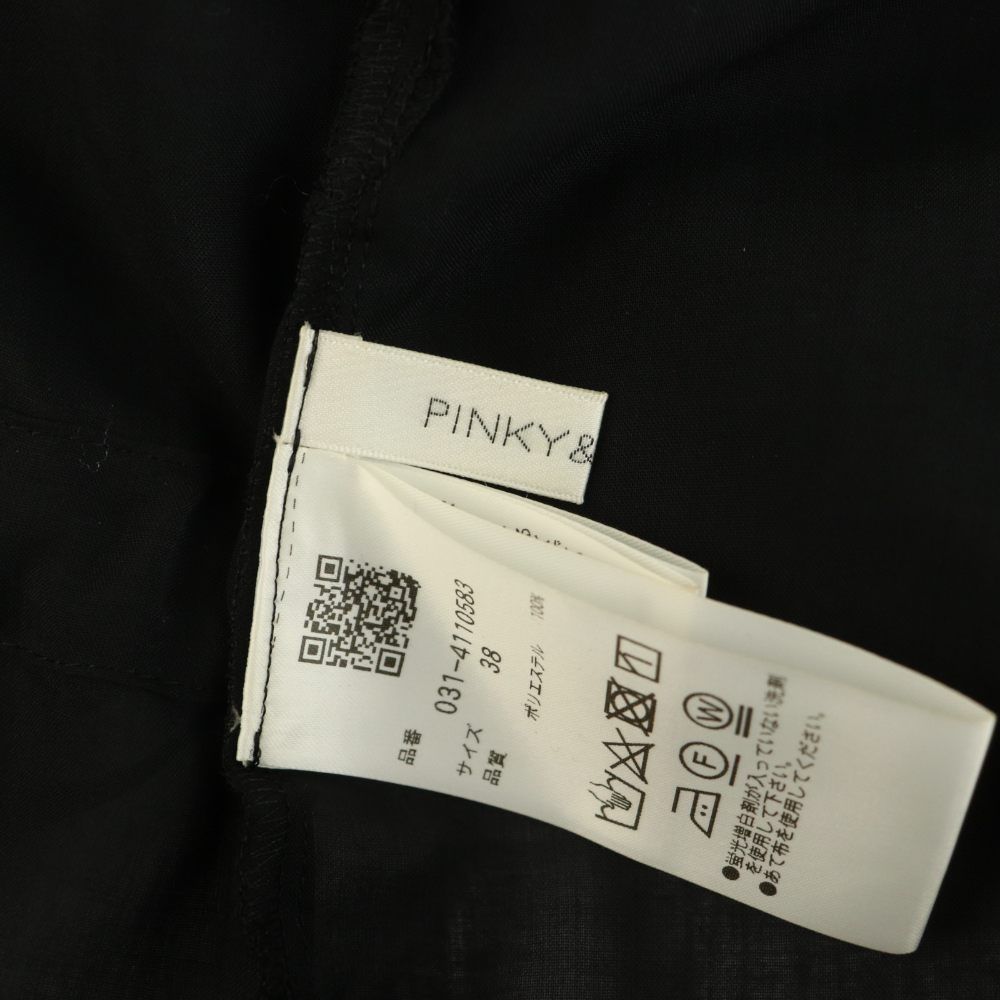 PINKY&
品番 031-4110583
サイズ 38
品質 ポリエステル 100%
W
F
●蛍光増白剤が入っていない洗剤
を使用して下さい。
●あて布を使用してください。